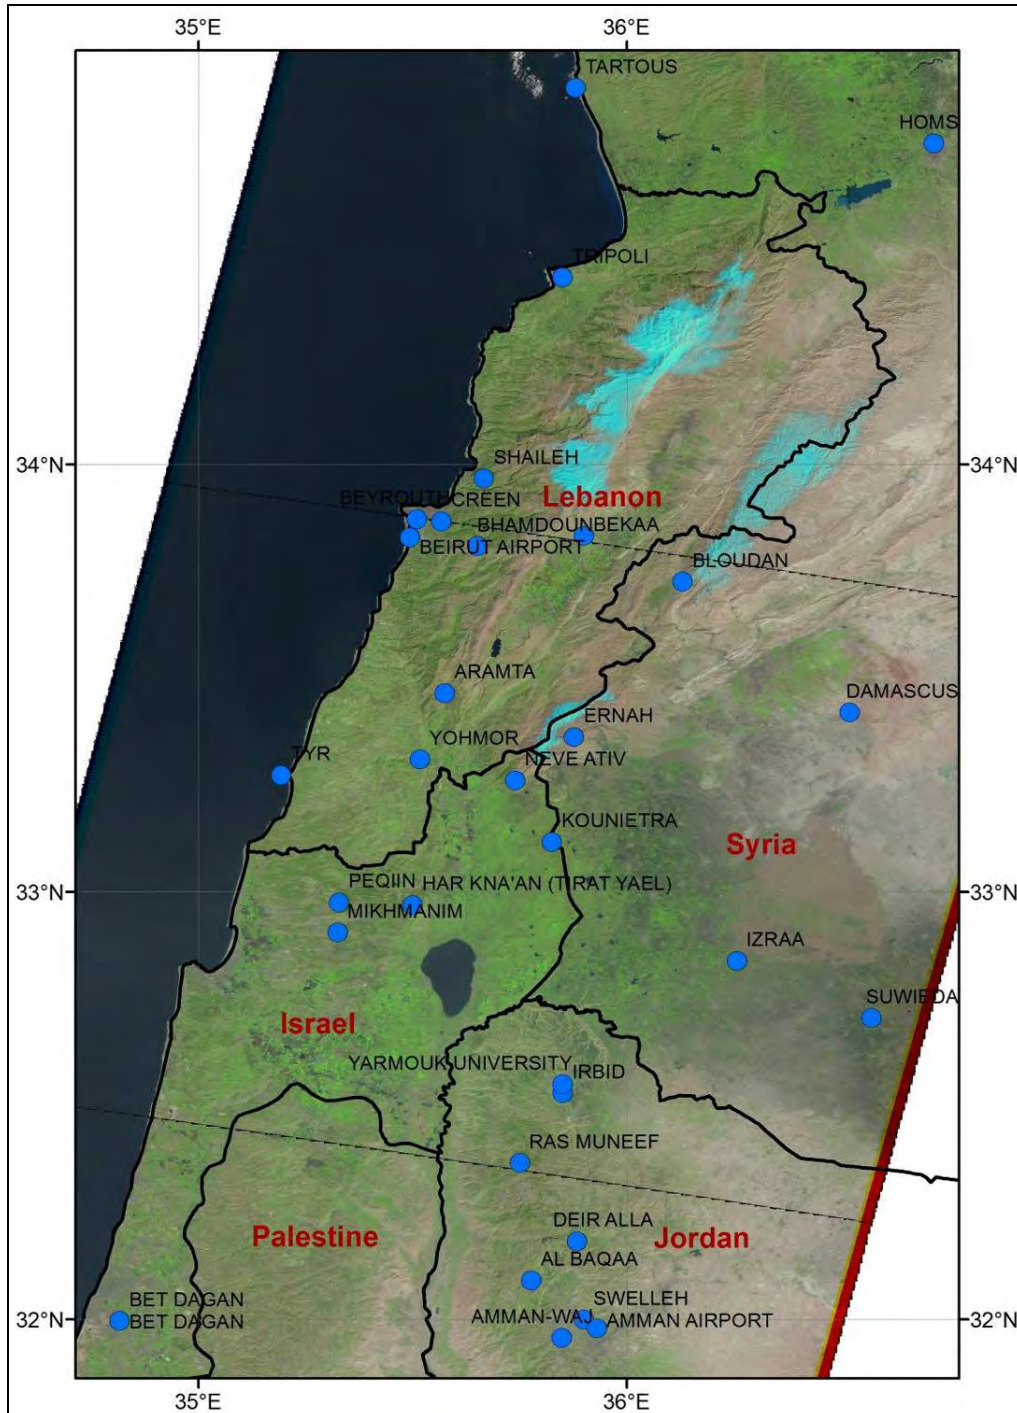 35°E
36°E
TARTOUS
HOMS
TRIPOLI
34°N
34°N
SHAILEH
Lebanon
BEYROUTH
CREEN
BHAMDOUN
BEKAA
BEIRUT AIRPORT
BLOUDAN
ARAMTA
DAMASCUS
ERNAH
YOHMOR
NEVE ATIV
TYR
KOUNIETRA
Syria
33°N
33°N
PEQIIN
HAR KNA'AN (TIRAT YAEL)
MIKHMANIM
IZRAA
SUWIEDA
Israel
YARMOUK UNIVERSITY
IRBID
RAS MUNEEF
DEIR ALLA
Palestine
Jordan
AL BAQAA
SWELLEH
BET DAGAN
BET DAGAN
AMMAN-WAJ
AMMAN AIRPORT
32°N
32°N
35°E
36°E